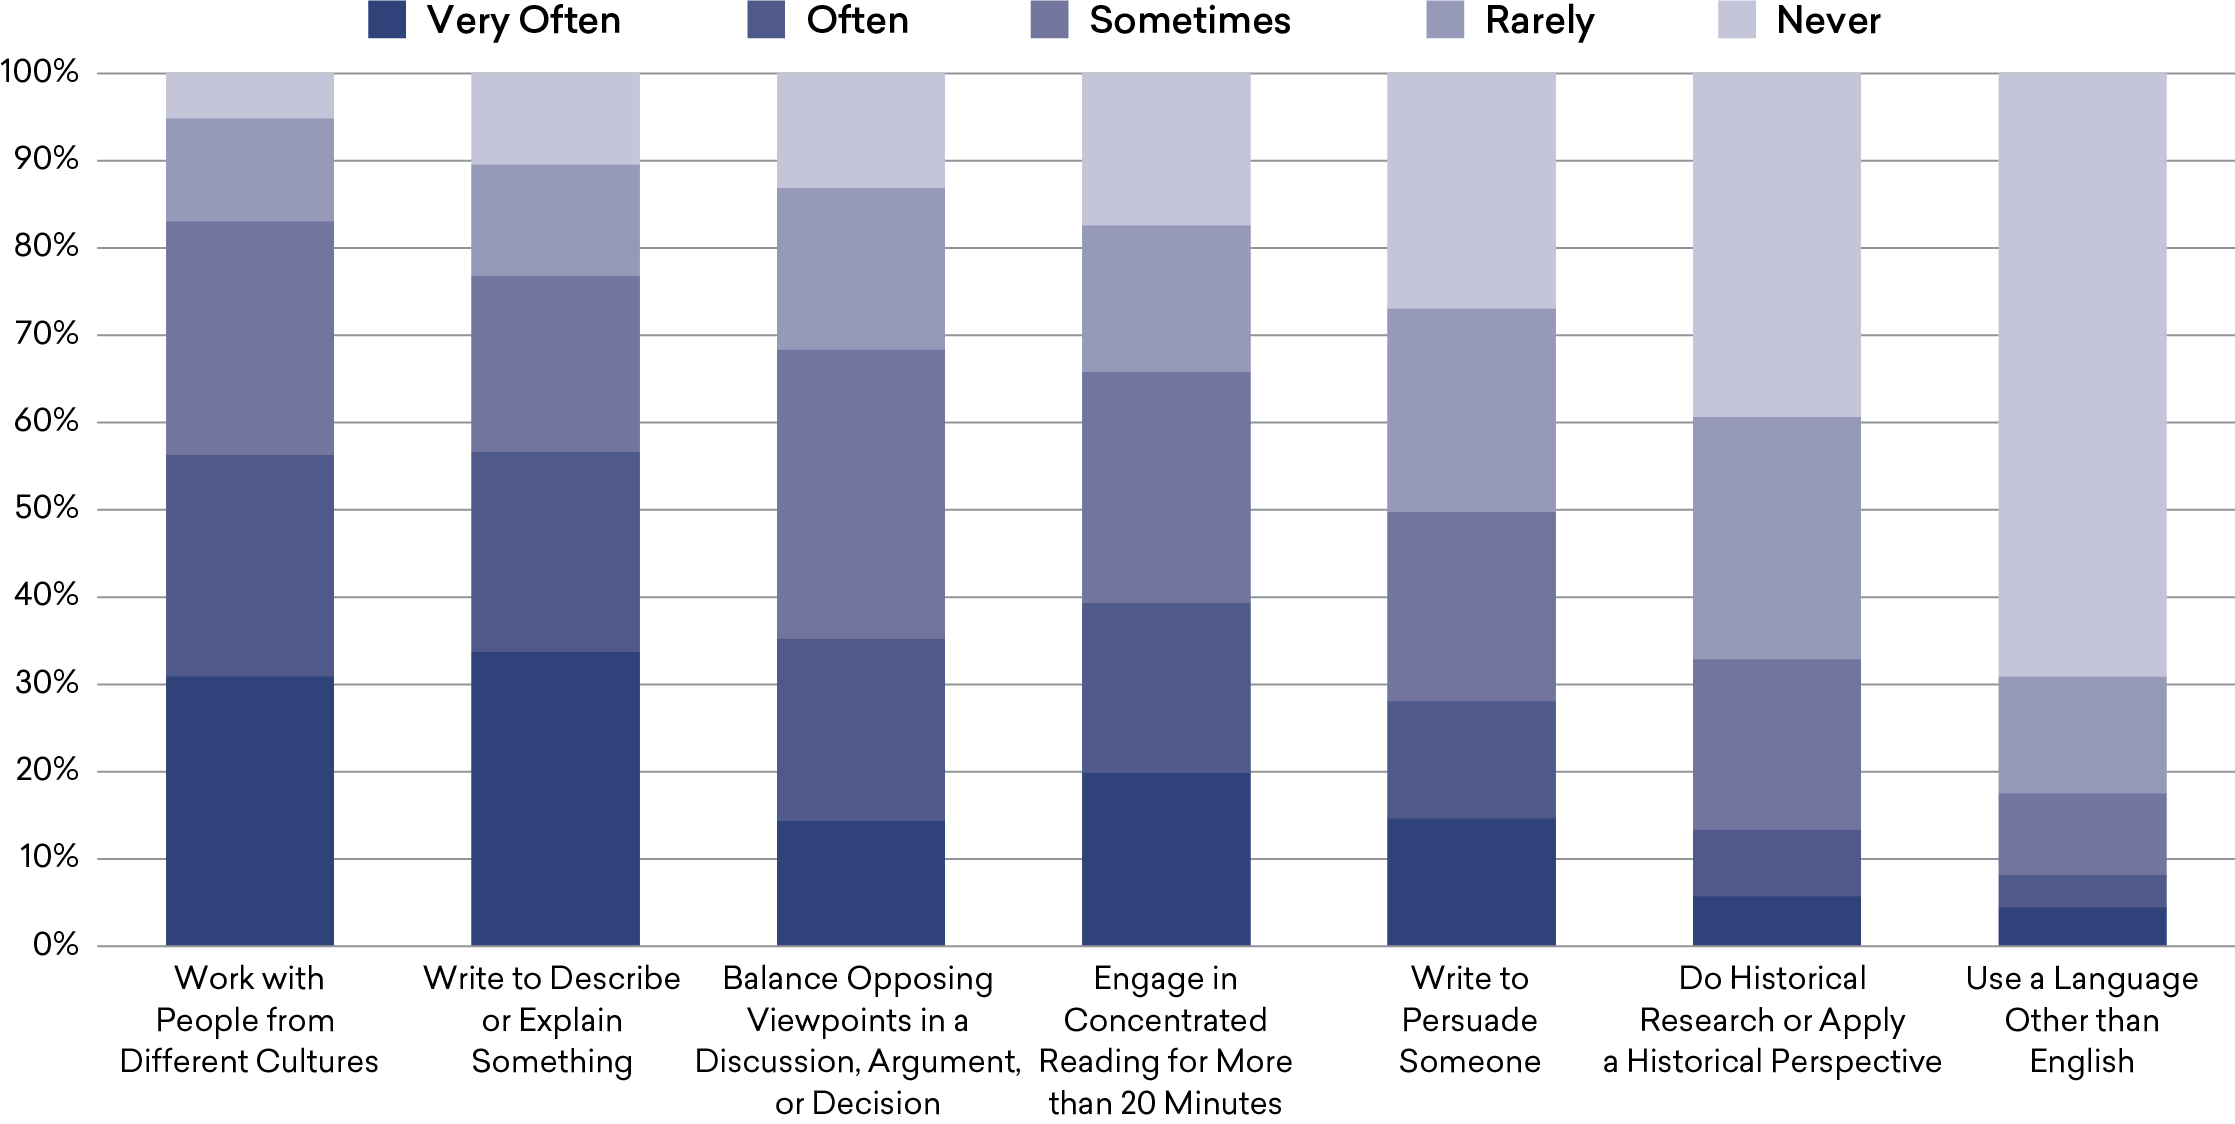 Very Often Often Sometimes Rarely Never
100%
90%
80%
70%
60%
50%
40%
30%
20%
10%
0%
Work with
People from
Different Cultures
Write to Describe
or Explain
Something
Balance Opposing
Viewpoints in a
Discussion, Argument,
or Decision
Engage in
Concentrated
Reading for More
than 20 Minutes
Write to
Persuade
Someone
Do Historical
Research or Apply
a Historical Perspective
Use a Language
Other than
English